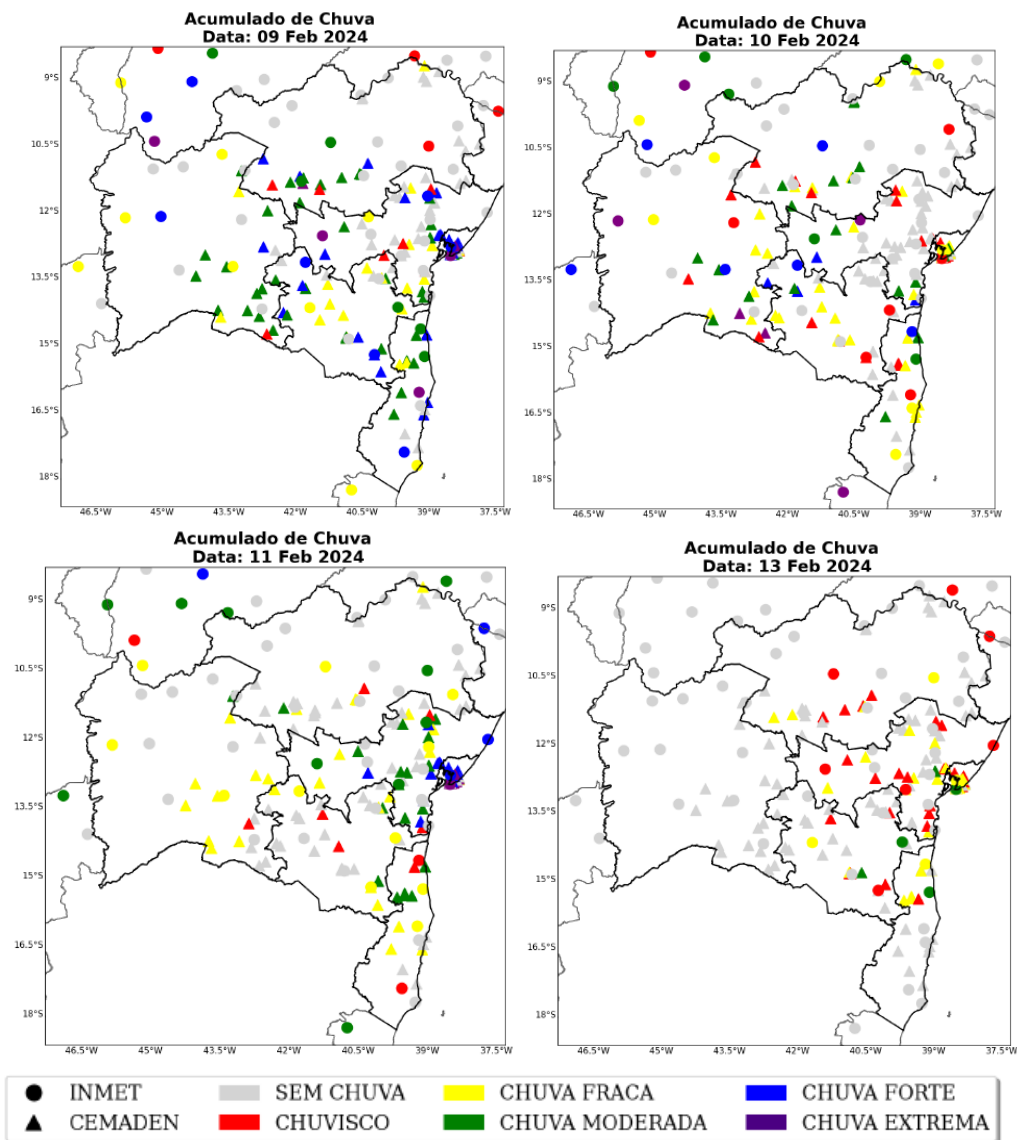 Acumulado de Chuva
Data: 09 Feb 2024
9°S
10.5°S
12°S
13.5°S
15°S
16.5°S
18°S
46.5°W 45°W 43.5°W 42°W 40.5°W 39°W 37.5°W
Acumulado de Chuva
Data: 10 Feb 2024
9°S
10.5°S
12°S
13.5°S
15°S
16.5°S
18°S
46.5°W 45°W 43.5°W 42°W 40.5°W 39°W 37.5°W
Acumulado de Chuva
Data: 11 Feb 2024
9°S
10.5°S
12°S
13.5°S
15°S
16.5°S
18°S
46.5°W 45°W 43.5°W 42°W 40.5°W 39°W 37.5°W
Acumulado de Chuva
Data: 13 Feb 2024
9°S
10.5°S
12°S
13.5°S
15°S
16.5°S
18°S
46.5°W 45°W 43.5°W 42°W 40.5°W 39°W 37.5°W
INMET SEM CHUVA CHUVA FRACA CHUVA FORTE
CEMADEN CHUVISCO CHUVA MODERADA CHUVA EXTREMA